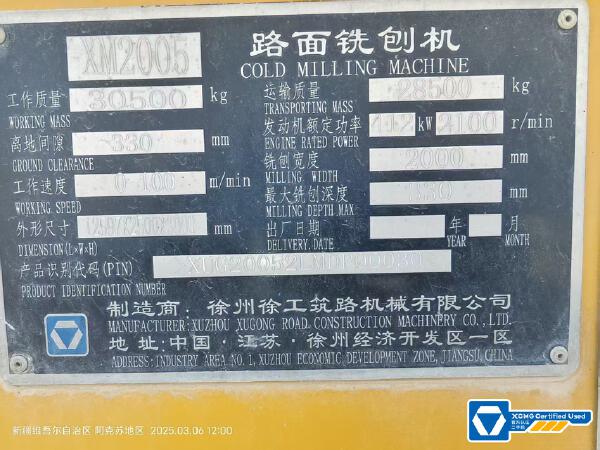 XM2005
路面铣刨机
COLD MILLING MACHINE
工作质量 30500 kg
WORKING MASS
运输质量 28500 kg
TRANSPORTING MASS
离地间隙 330 mm
GROUND CLEARANCE
发动机额定功率 kW 2100 r/min
ENGINE RATED POWER
工作速度 0-100 m/min
WORKING SPEED
铣刨宽度 2000 mm
MILLING WIDTH
最大铣刨深度 330 mm
MILLING DEPTH MAX
外形尺寸 mm
DIMENSION(L×W×H)
出厂日期 年 月
DELIVERY.DATE YEAR MONTH
产品识别代码(PIN)
PRODUCT IDENTIFICATION NUMBER
制造商：徐州徐工筑路机械有限公司
MANUFACTURER:XUZHOU XUGONG ROAD CONSTRUCTION MACHINERY CO.,LTD.
地 址:中国·江苏·徐州经济开发区一区
ADDRESS:INDUSTRY AREA NO.1,XUZHOU ECONOMIC DEVELOPMENT ZONE,JIANGSU,CHINA
新疆维吾尔自治区 阿克苏地区 2025.03.06 12:00
XCMG Certified Used
官方认证
二手机